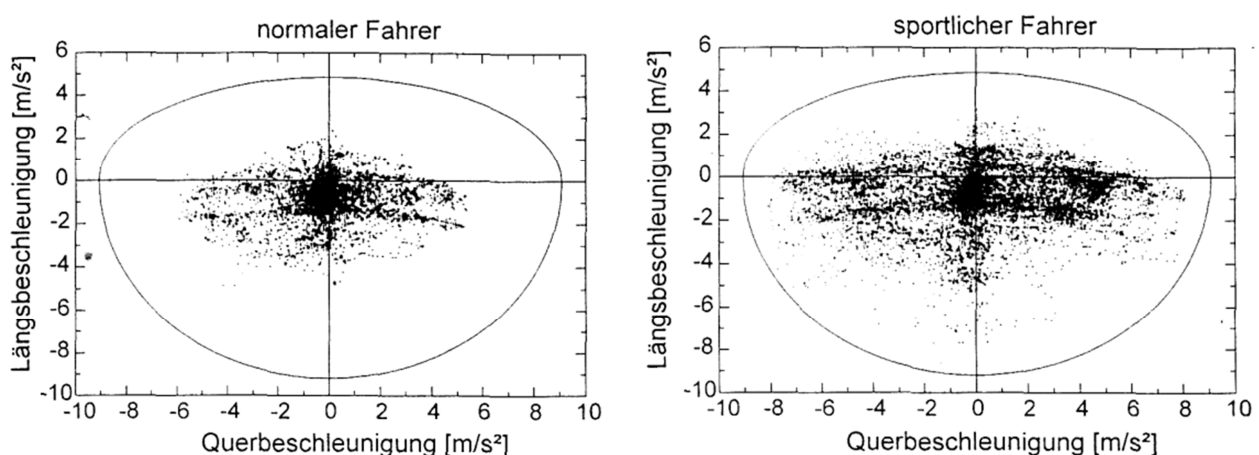 normaler Fahrer
Längsbeschleunigung [m/s²]
6
4
2
0
-2
-4
-6
-8
-10
-10 -8 -6 -4 -2 0 2 4 6 8 10
Querbeschleunigung [m/s²]
sportlicher Fahrer
Längsbeschleunigung [m/s²]
6
4
2
0
-2
-4
-6
-8
-10
-10 -8 -6 -4 -2 0 2 4 6 8 10
Querbeschleunigung [m/s²]